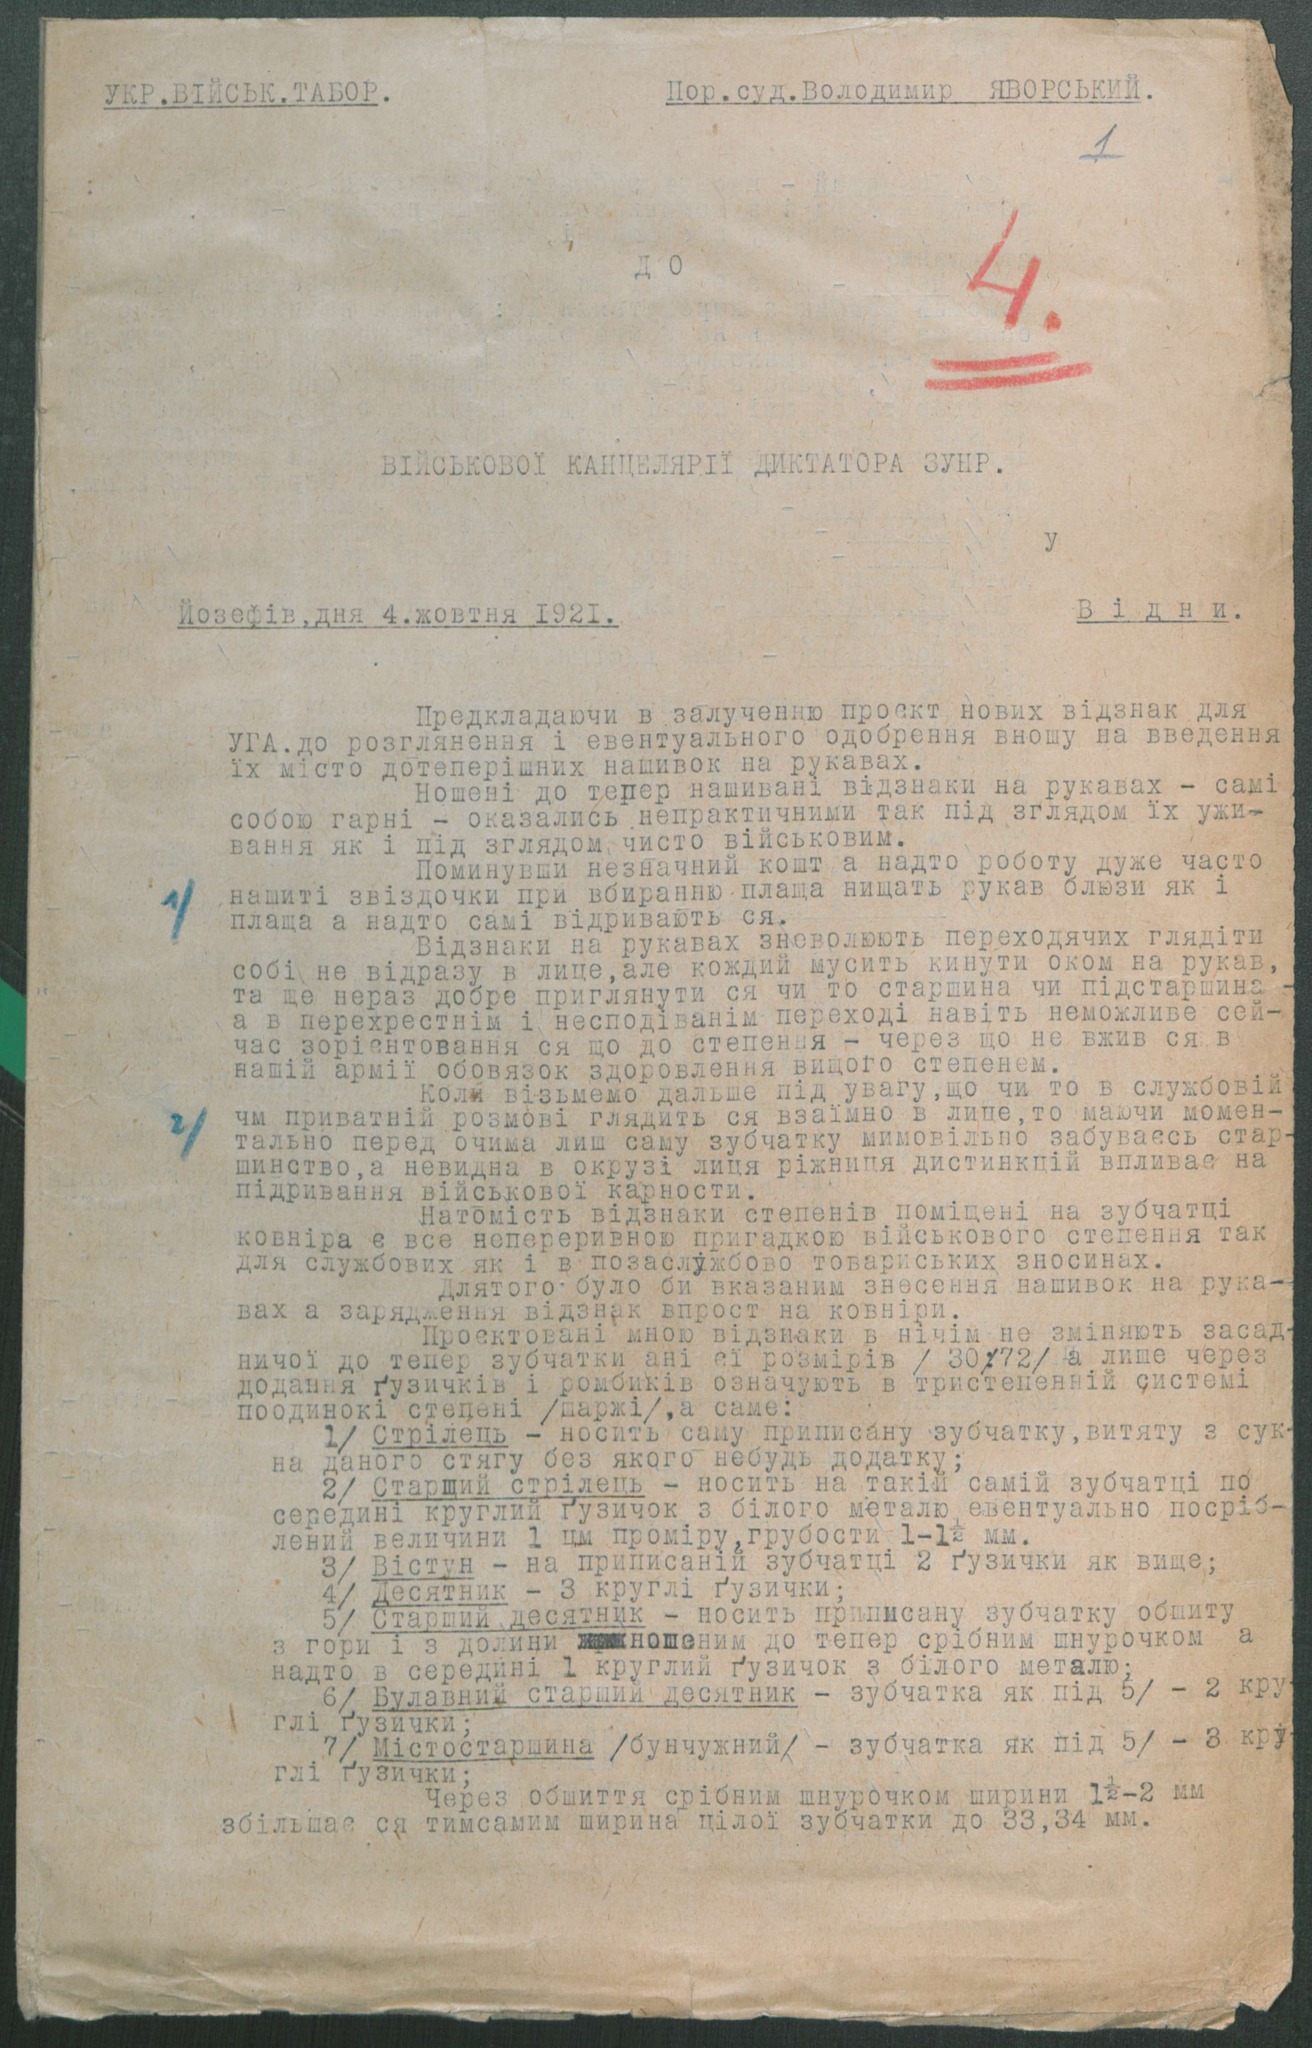 УКР.ВІЙСЬК.ТАБОР.
Пор.суд.Володимир ЯВОРСЬКИЙ.
1
4.
ДО
ВІЙСЬКОВОЇ КАНЦЕЛЯРІЇ ДИКТАТОРА ЗУНР.
у
Йозефів,дня 4.жовтня 1921.
Відни.
Предкладаючи в залученню проєкт нових відзнак для
УГА.до розглянення і евентуального одобрення вношу на введення
їх місто дотеперішних нашивок на рукавах.
Ношені до тепер нашивані відзнаки на рукавах - самі
собою гарні - оказались непрактичними так під зглядом їх ужи-
вання як і під зглядом чисто військовим.
Поминувши незначний кошт а надто роботу дуже часто
1/ нашиті звіздочки при вбиранню плаща нищать рукав блюзи як і
плаща а надто самі відривають ся.
Відзнаки на рукавах зневолюють переходячих глядіти
собі не відразу в лице,але кождий мусить кинути оком на рукав,
та ще нераз добре приглянути ся чи то старшина чи підстаршина -
а в перехрестнім і несподіванім переході навіть неможливе сей-
час зорієнтовання ся що до степення - через що не вжив ся в
нашій армії обовязок здоровлення вищого степенем.
Коли візьмемо дальше під увагу,що чи то в службовій
2/ чм приватній розмові глядить ся взаїмно в лице,то маючи момен-
тально перед очима лиш саму зубчатку мимовільно забуваєсь стар-
шинство,а невидна в окрузі лиця ріжниця дистинкцій впливає на
підривання військової карности.
Натомість відзнаки степенів поміщені на зубчатці
ковніра є все непереривною пригадкою військового степення так
для службових як і в позаслужбово товариських зносинах.
Длятого було би вказаним знесення нашивок на рука-
вах а зарядження відзнак впрост на ковніри.
Проєктовані мною відзнаки в нічім не зміняють засад-
ничої до тепер зубчатки ані єї розмірів /30/72/ а лише через
додання ґузичків і ромбиків означують в тристепенній системі
поодинокі степені /шаржі/,а саме:
1/ Стрілець - носить саму приписану зубчатку,витяту з сук-
на даного стягу без якого небудь додатку;
2/ Старщий стрілець - носить на такій самій зубчатці по
середині круглий ґузичок з білого металю евентуально посріб-
лений величини 1 цм проміру,грубости 1-1½ мм.
3/ Вістун - на приписаній зубчатці 2 ґузички як вище;
4/ Десятник - 3 круглі ґузички;
5/ Старший десятник - носить приписану зубчатку обшиту
з гори і з долини ношеним до тепер срібним шнурочком а
надто в середині 1 круглий ґузичок з білого металю;
6/ Булавний старший десятник - зубчатка як під 5/ - 2 кру-
глі ґузички;
7/ Містостаршина /бунчужний/ - зубчатка як під 5/ - 3 кру-
глі ґузички;
Через обшиття срібним шнурочком ширини 1½-2 мм
збільшає ся тимсамим ширина цілої зубчатки до 33,34 мм.